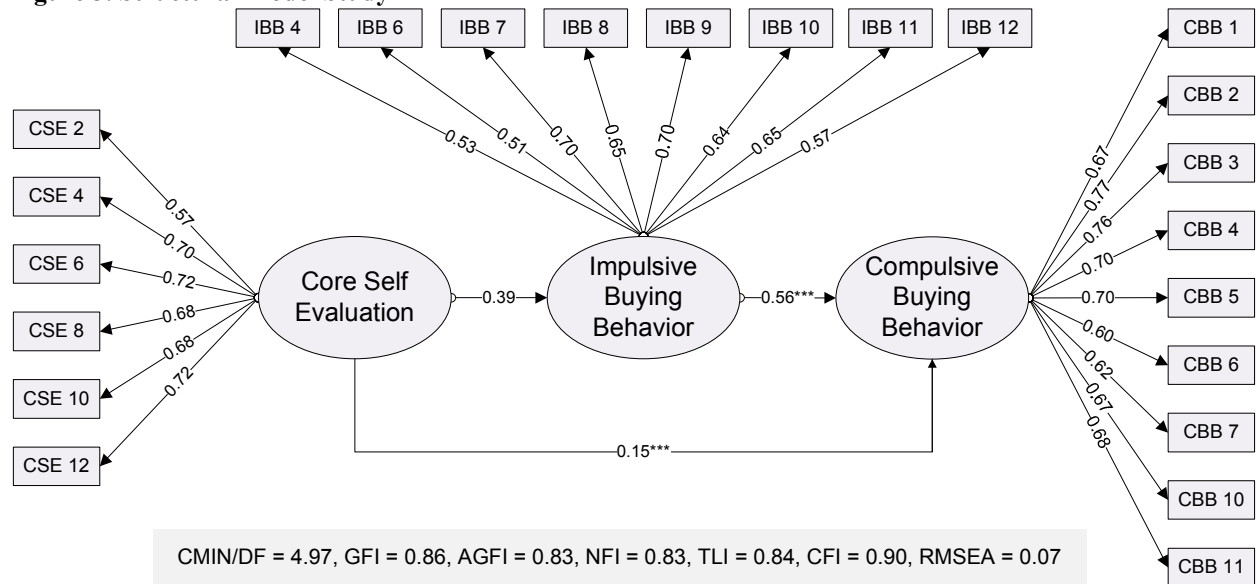 IBB 4
IBB 6
IBB 7
IBB 8
IBB 9
IBB 10
IBB 11
IBB 12
0.53
0.51
0.70
0.65
0.70
0.64
0.65
0.57
CSE 2
CSE 4
CSE 6
CSE 8
CSE 10
CSE 12
0.57
0.70
0.72
0.68
0.68
0.72
Core Self
Evaluation
0.39
Impulsive
Buying
Behavior
0.56***
Compulsive
Buying
Behavior
0.15***
0.67
0.77
0.76
0.70
0.70
0.60
0.62
0.67
0.68
CBB 1
CBB 2
CBB 3
CBB 4
CBB 5
CBB 6
CBB 7
CBB 10
CBB 11
CMIN/DF = 4.97, GFI = 0.86, AGFI = 0.83, NFI = 0.83, TLI = 0.84, CFI = 0.90, RMSEA = 0.07